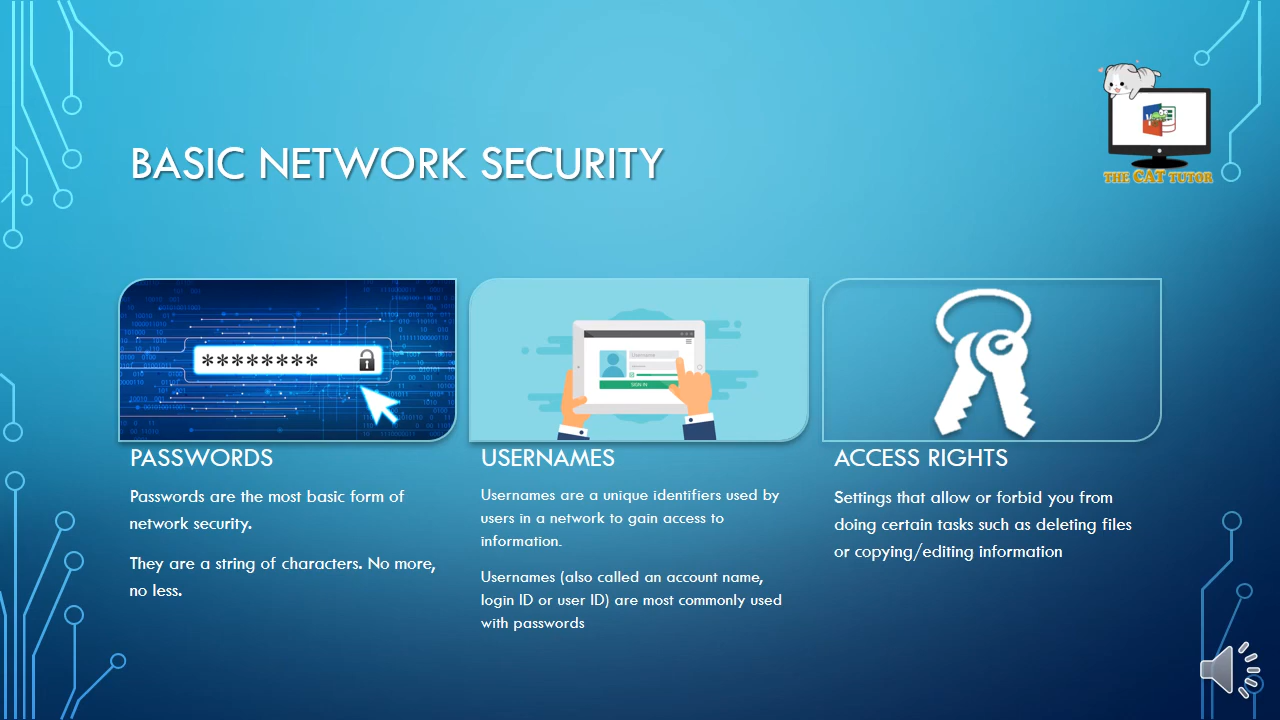 BASIC NETWORK SECURITY
THE CAT TUTOR
********
Username
SIGN IN
PASSWORDS
Passwords are the most basic form of
network security.
They are a string of characters. No more,
no less.
USERNAMES
Usernames are a unique identifiers used by
users in a network to gain access to
information.
Usernames (also called an account name,
login ID or user ID) are most commonly used
with passwords
ACCESS RIGHTS
Settings that allow or forbid you from
doing certain tasks such as deleting files
or copying/editing information